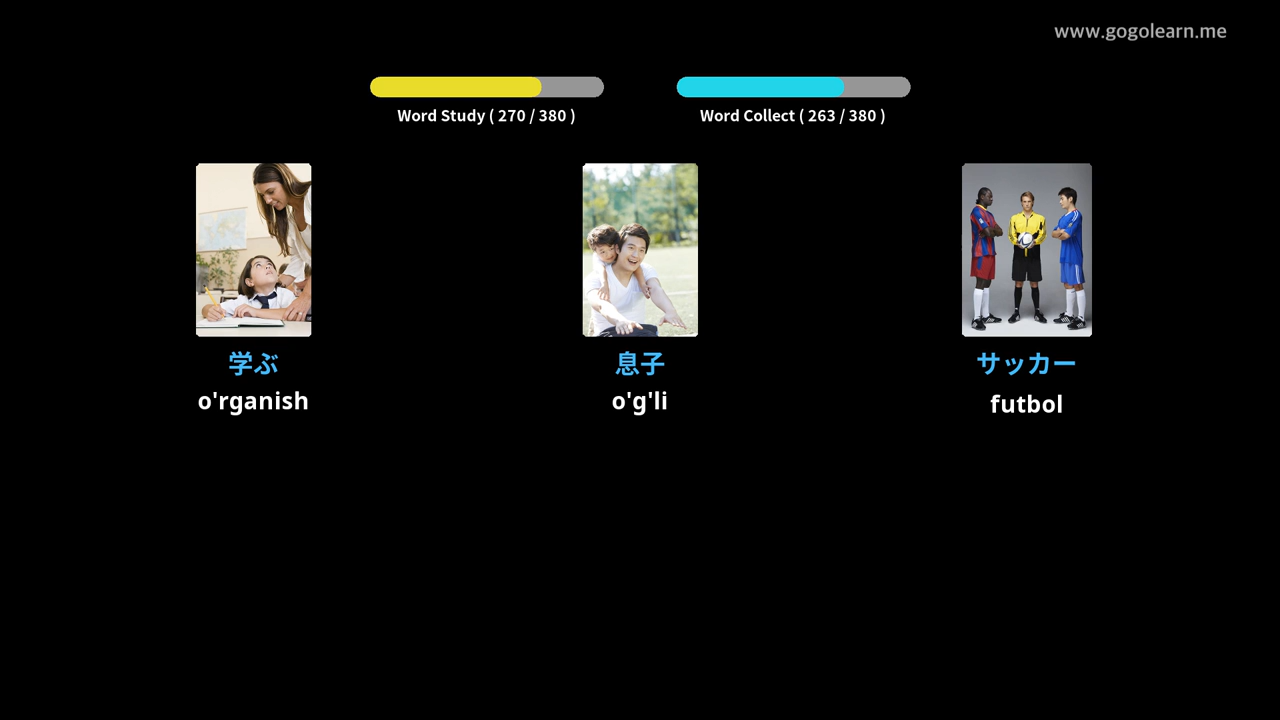 www.gogolearn.me
Word Study ( 270 / 380 )
Word Collect ( 263 / 380 )
学ぶ
o'rganish
息子
o'g'li
サッカー
futbol